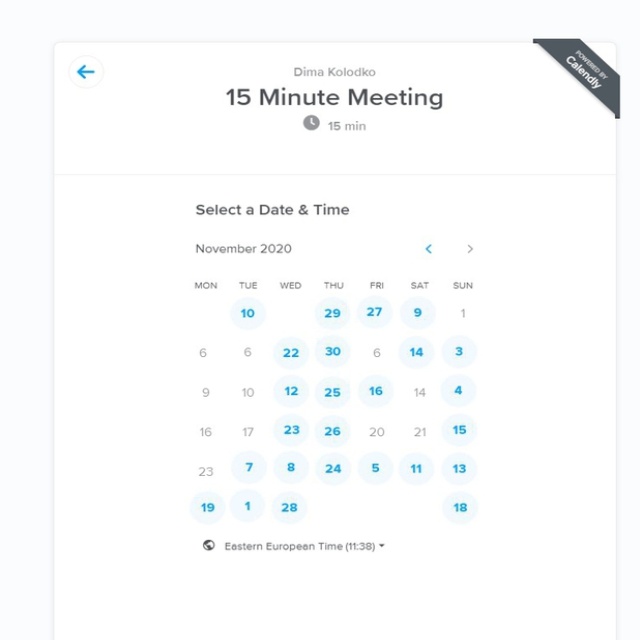 POWERED BY
Calendly
Dima Kolodko
15 Minute Meeting
15 min
Select a Date & Time
November 2020
MON TUE WED THU FRI SAT SUN
10 29 27 9 1
6 6 22 30 6 14 3
9 10 12 25 16 14 4
16 17 23 26 20 21 15
23 7 8 24 5 11 13
19 1 28 18
Eastern European Time (11:38)